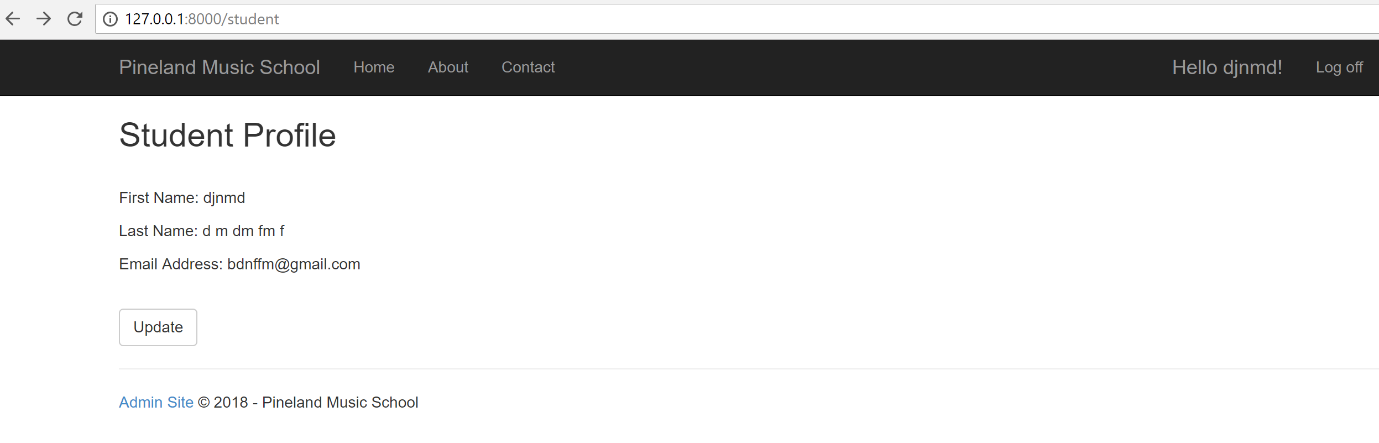 127.0.0.1:8000/student
Pineland Music School Home About Contact Hello djnmd! Log off
Student Profile
First Name: djnmd
Last Name: d m dm fm f
Email Address: bdnffm@gmail.com
Update
Admin Site © 2018 - Pineland Music School